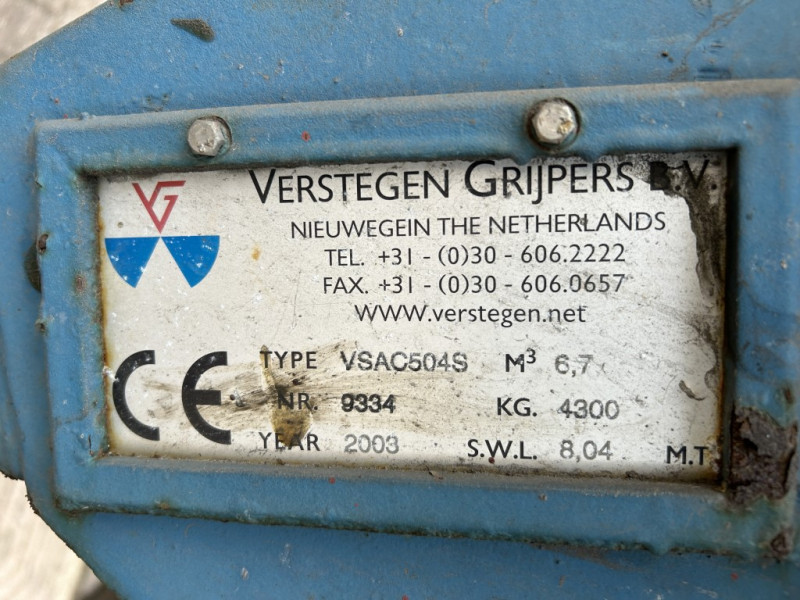 VG
VERSTEGEN GRIJPERS B.V
NIEUWEGEIN THE NETHERLANDS
TEL. +31 - (0)30 - 606.2222
FAX. +31 - (0)30 - 606.0657
WWW.verstegen.net
CE
TYPE VSAC504S M³ 6,7
NR. 9334 KG. 4300
YEAR 2003 S.W.L. 8,04 M.T